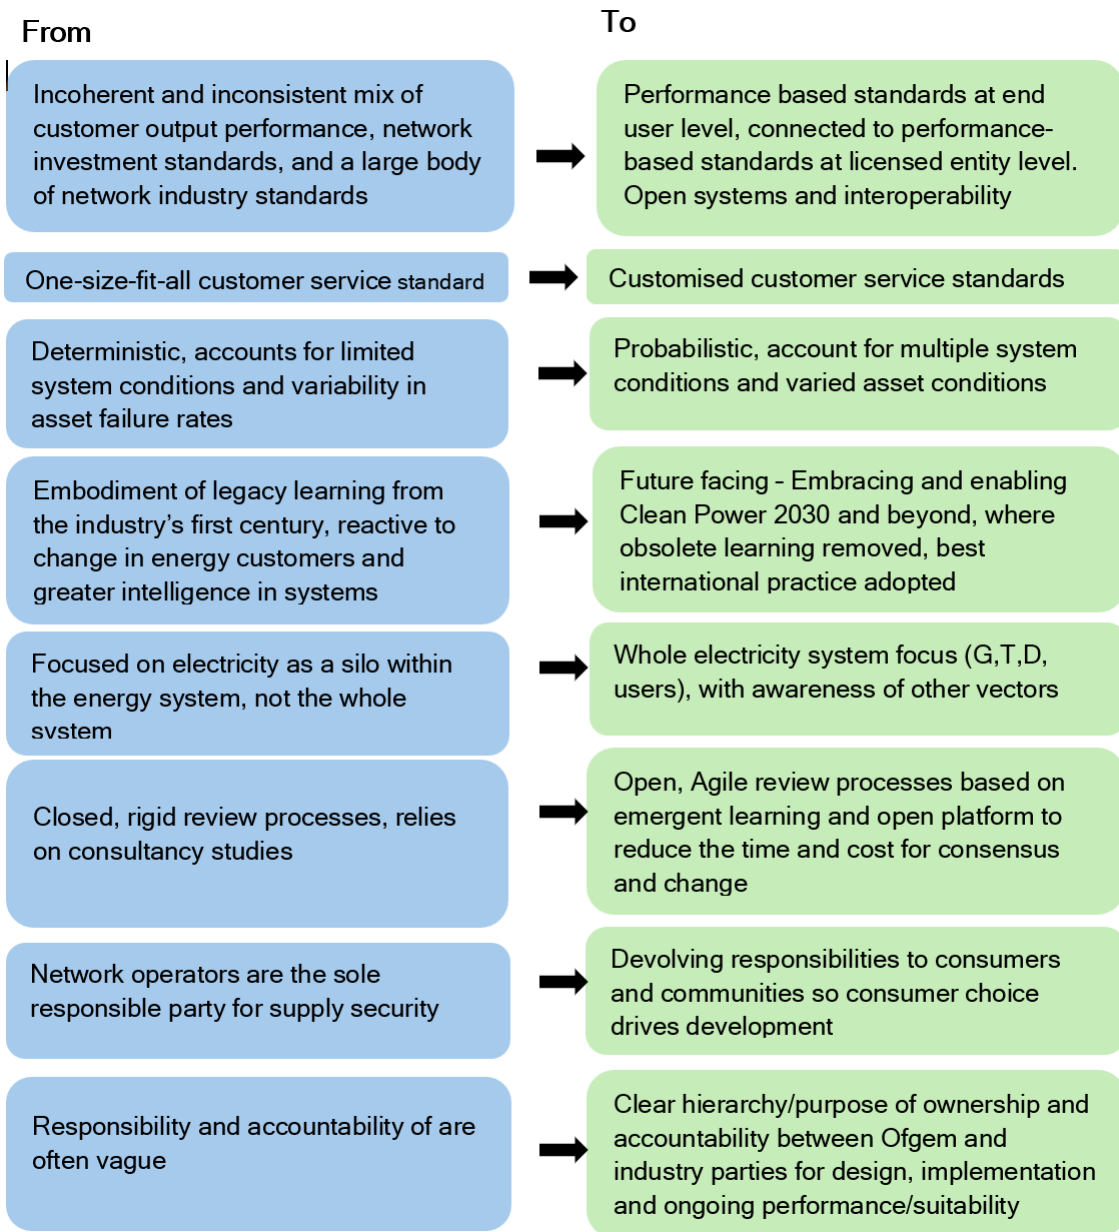 From
To
Incoherent and inconsistent mix of
customer output performance, network
investment standards, and a large body
of network industry standards
Performance based standards at end
user level, connected to performance-
based standards at licensed entity level.
Open systems and interoperability
One-size-fit-all customer service standard
Customised customer service standards
Deterministic, accounts for limited
system conditions and variability in
asset failure rates
Probabilistic, account for multiple system
conditions and varied asset conditions
Embodiment of legacy learning from
the industry's first century, reactive to
change in energy customers and
greater intelligence in systems
Future facing - Embracing and enabling
Clean Power 2030 and beyond, where
obsolete learning removed, best
international practice adopted
Focused on electricity as a silo within
the energy system, not the whole
system
Whole electricity system focus (G,T,D,
users), with awareness of other vectors
Closed, rigid review processes, relies
on consultancy studies
Open, Agile review processes based on
emergent learning and open platform to
reduce the time and cost for consensus
and change
Network operators are the sole
responsible party for supply security
Devolving responsibilities to consumers
and communities so consumer choice
drives development
Responsibility and accountability of are
often vague
Clear hierarchy/purpose of ownership and
accountability between Ofgem and
industry parties for design, implementation
and ongoing performance/suitability